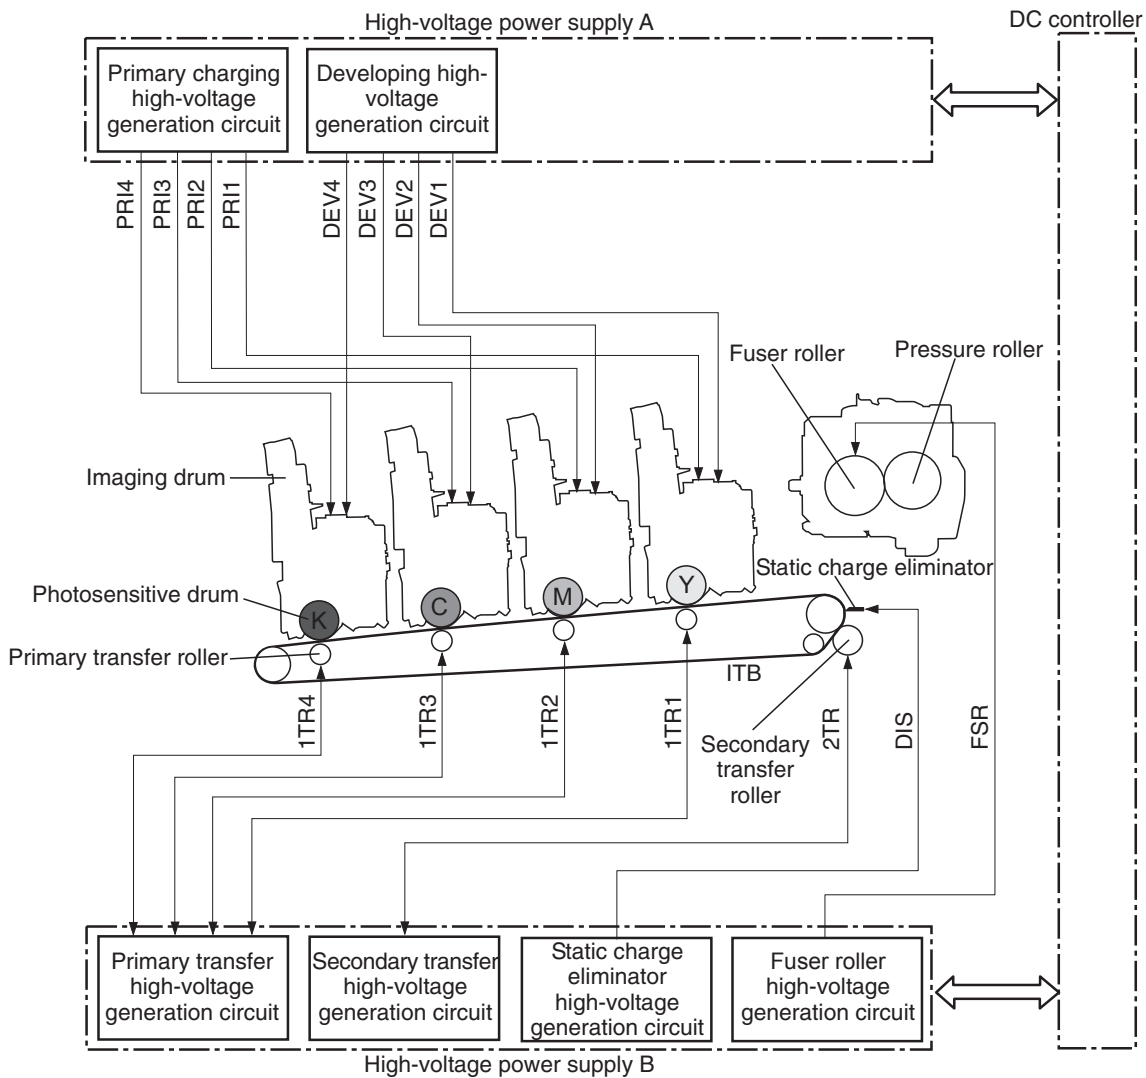 High-voltage power supply A
DC controller
Primary charging
high-voltage
generation circuit
Developing high-
voltage
generation circuit
PRI4
PRI3
PRI2
PRI1
DEV4
DEV3
DEV2
DEV1
Fuser roller
Pressure roller
Imaging drum
Static charge eliminator
Photosensitive drum
K
C
M
Y
Primary transfer roller
ITB
1TR4
1TR3
1TR2
1TR1
2TR
DIS
FSR
Secondary
transfer
roller
Primary transfer
high-voltage
generation circuit
Secondary transfer
high-voltage
generation circuit
Static charge
eliminator
high-voltage
generation circuit
Fuser roller
high-voltage
generation circuit
High-voltage power supply B